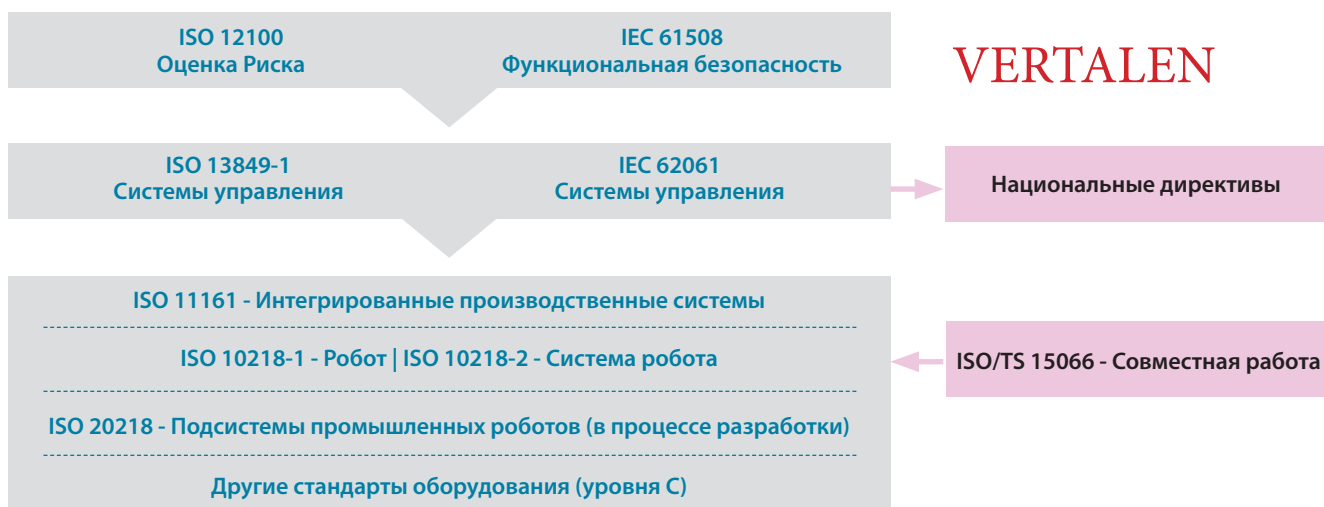 ISO 12100
Оценка Риска
IEC 61508
Функциональная безопасность
VERTALEN
ISO 13849-1
Системы управления
IEC 62061
Системы управления
Национальные директивы
ISO 11161 - Интегрированные производственные системы
ISO 10218-1 - Робот | ISO 10218-2 - Система робота
ISO/TS 15066 - Совместная работа
ISO 20218 - Подсистемы промышленных роботов (в процессе разработки)
Другие стандарты оборудования (уровня С)